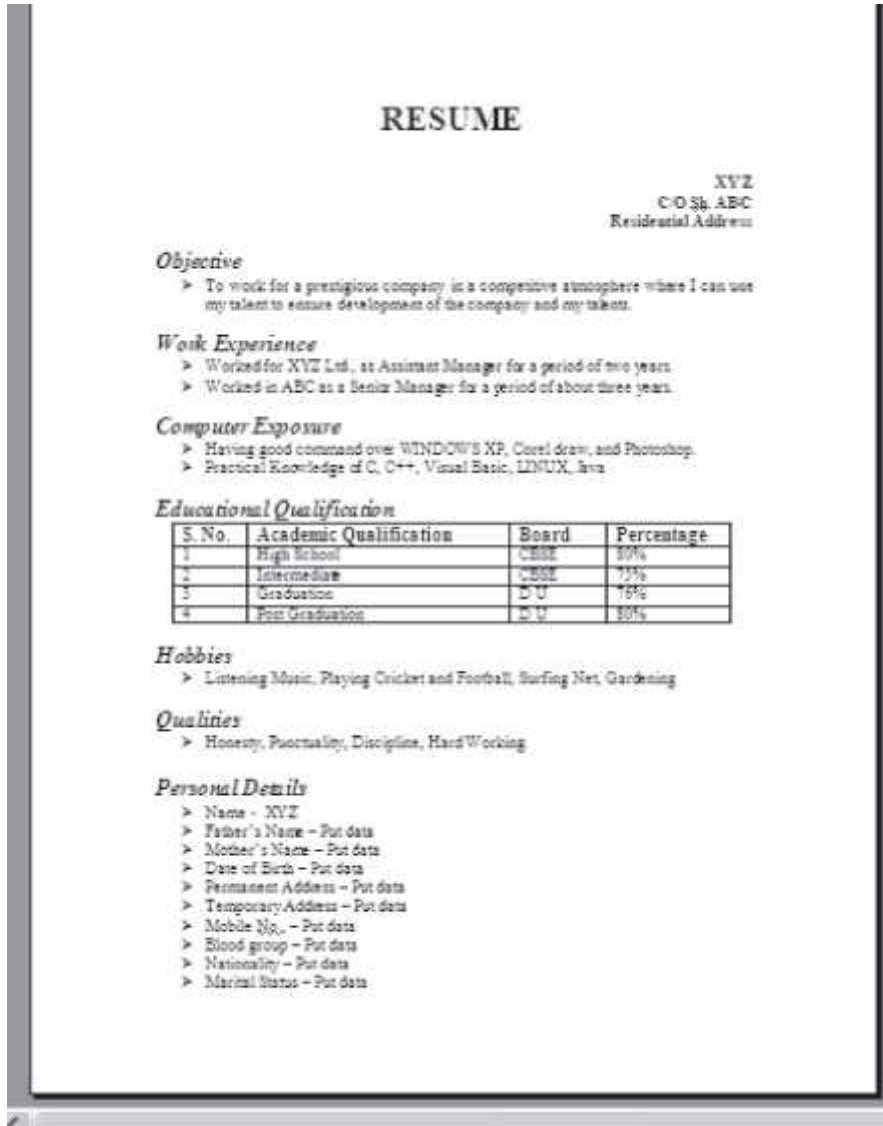 RESUME
XYZ
C/O Sh. ABC
Residential Address
Objective
➢ To work for a prestigious company in a competitive atmosphere where I can use
my talent to ensure development of the company and my talents.
Work Experience
➢ Worked for XYZ Ltd., as Assistant Manager for a period of two years.
➢ Worked in ABC as a Senior Manager for a period of about three years.
Computer Exposure
➢ Having good command over WINDOWS XP, Corel draw, and Photoshop.
➢ Practical Knowledge of C, C++, Visual Basic, LINUX, Java
Educational Qualification
S. No. Academic Qualification Board Percentage
1 High School CBSE 80%
2 Intermediate CBSE 75%
3 Graduation D U 76%
4 Post Graduation D U 80%
Hobbies
➢ Listening Music, Playing Cricket and Football, Surfing Net, Gardening
Qualities
➢ Honesty, Punctuality, Discipline, Hard Working
Personal Details
➢ Name - XYZ
➢ Father's Name – Put data
➢ Mother's Name – Put data
➢ Date of Birth – Put data
➢ Permanent Address – Put data
➢ Temporary Address – Put data
➢ Mobile No.. – Put data
➢ Blood group – Put data
➢ Nationality – Put data
➢ Marital Status – Put data